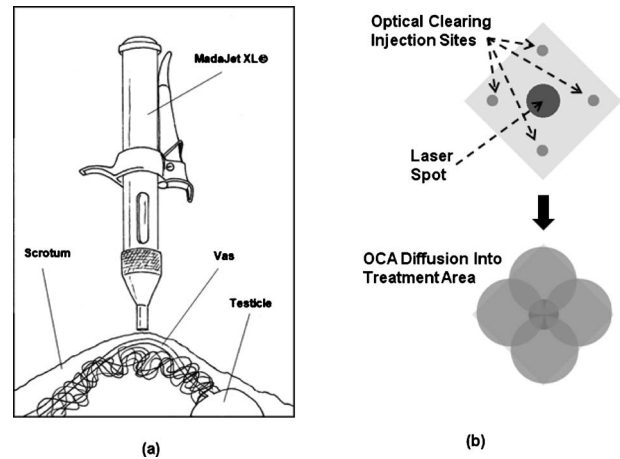 MadaJet XL®
Scrotum
Vas
Testicle
(a)
Optical Clearing
Injection Sites
Laser
Spot
OCA Diffusion Into
Treatment Area
(b)